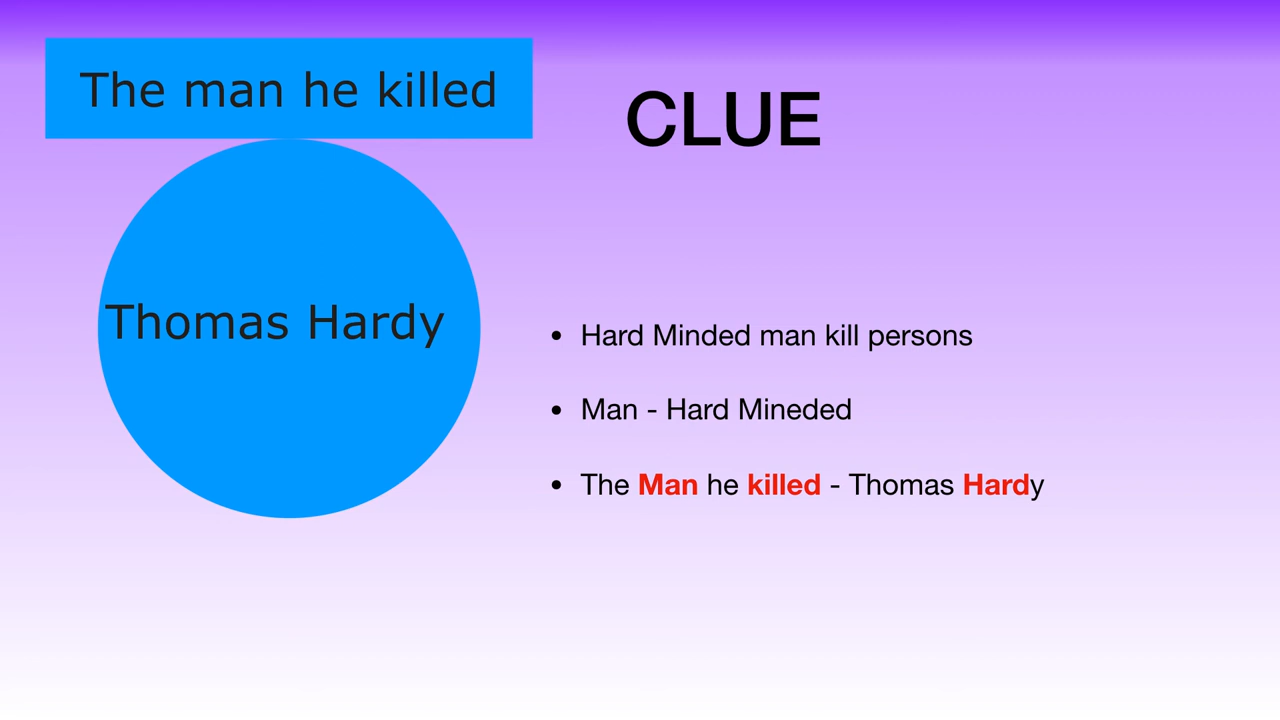 The man he killed
CLUE
Thomas Hardy
• Hard Minded man kill persons
• Man - Hard Mineded
• The Man he killed - Thomas Hardy